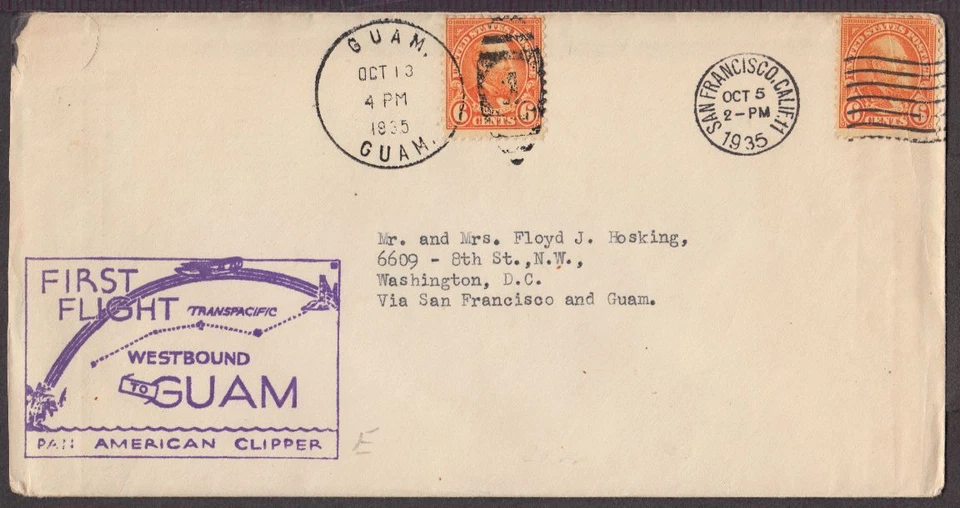 GUAM.
OCT 13
4 PM
1935
GUAM.
UNITED STATES POSTAGE
6 CENTS 6
SAN FRANCISCO, CALIF. 11
OCT 5
2-PM
1935
UNITED STATES POSTAGE
6 CENTS 6
Mr. and Mrs. Floyd J. Hosking,
6609 - 8th St.,N.W.,
Washington, D.C.
Via San Francisco and Guam.
FIRST
FLIGHT TRANSPACIFIC
WESTBOUND
TO GUAM
PAN AMERICAN CLIPPER
E